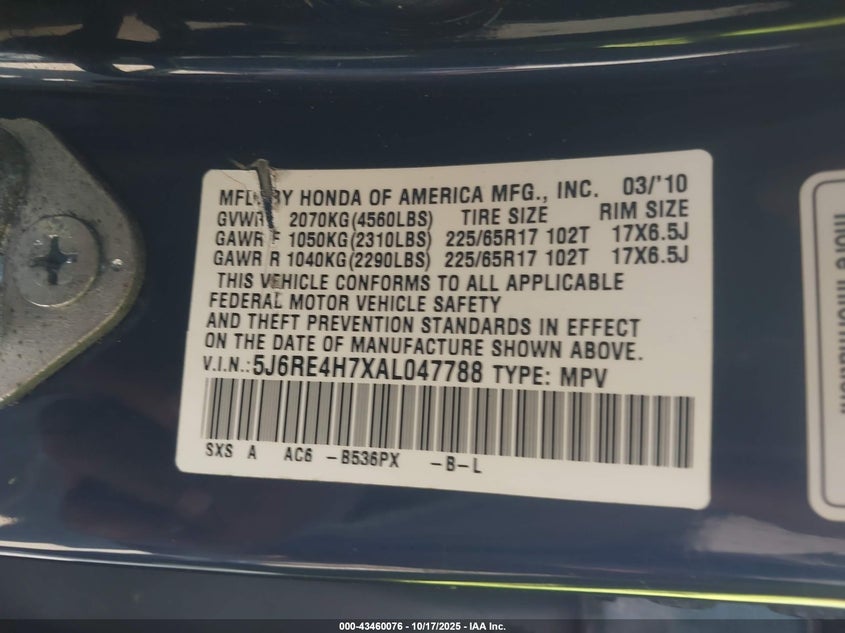 MFD BY HONDA OF AMERICA MFG., INC. 03/'10
GVWR 2070KG(4560LBS) TIRE SIZE RIM SIZE
GAWR F 1050KG(2310LBS) 225/65R17 102T 17X6.5J
GAWR R 1040KG(2290LBS) 225/65R17 102T 17X6.5J
THIS VEHICLE CONFORMS TO ALL APPLICABLE
FEDERAL MOTOR VEHICLE SAFETY
AND THEFT PREVENTION STANDARDS IN EFFECT
ON THE DATE OF MANUFACTURE SHOWN ABOVE.
V.I.N.:5J6RE4H7XAL047788 TYPE: MPV
SXS A AC6 -B536PX -B-L
more information.
000-43460076 - 10/17/2025 - IAA Inc.